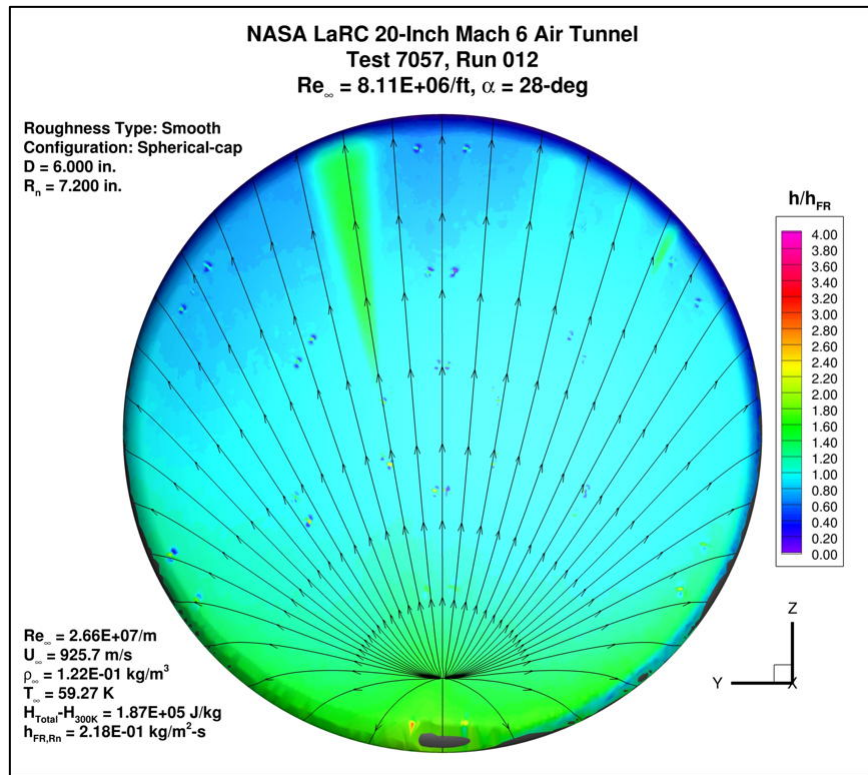 NASA LaRC 20-Inch Mach 6 Air Tunnel
Test 7057, Run 012
Re∞ = 8.11E+06/ft, α = 28-deg
Roughness Type: Smooth
Configuration: Spherical-cap
D = 6.000 in.
Rn = 7.200 in.
h/hFR
4.00
3.80
3.60
3.40
3.20
3.00
2.80
2.60
2.40
2.20
2.00
1.80
1.60
1.40
1.20
1.00
0.80
0.60
0.40
0.20
0.00
Re∞ = 2.66E+07/m
U∞ = 925.7 m/s
ρ∞ = 1.22E-01 kg/m³
T∞ = 59.27 K
HTotal-H300K = 1.87E+05 J/kg
hFR,Rn = 2.18E-01 kg/m²-s
Z
Y
X